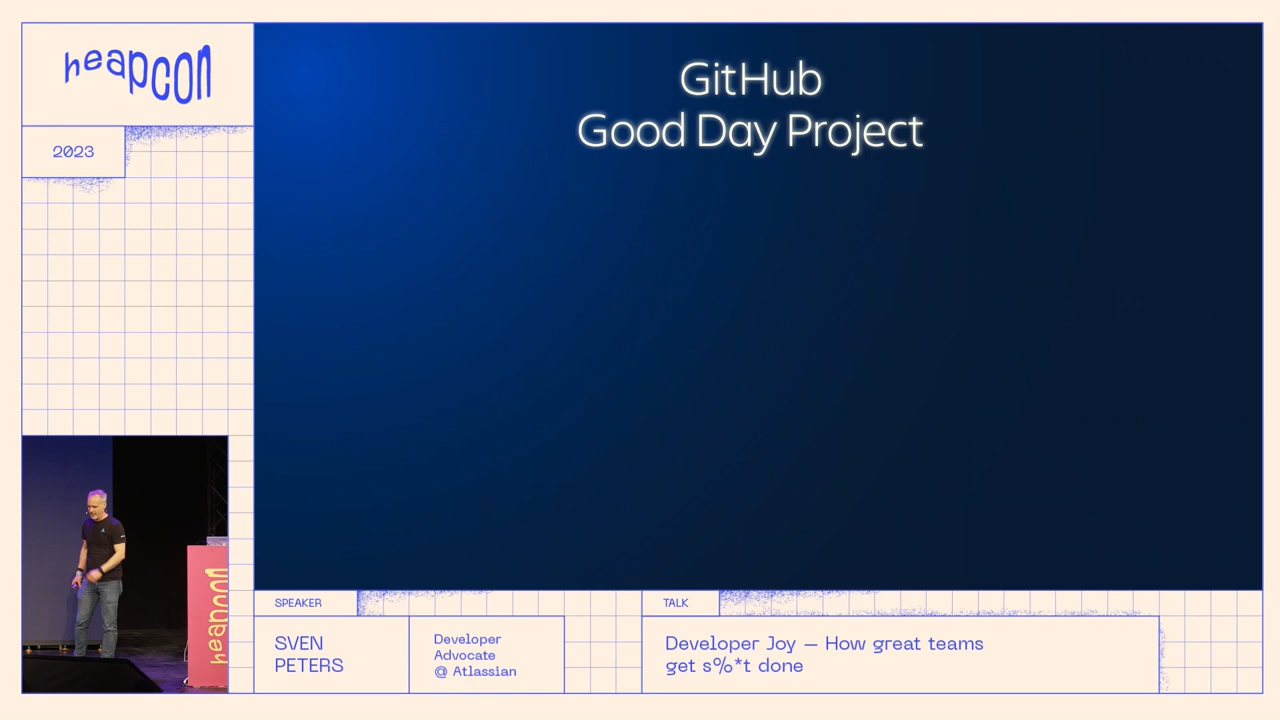 heapcon
2023
GitHub
Good Day Project
heapcon
SPEAKER
SVEN
PETERS
Developer
Advocate
@ Atlassian
TALK
Developer Joy — How great teams
get s%*t done